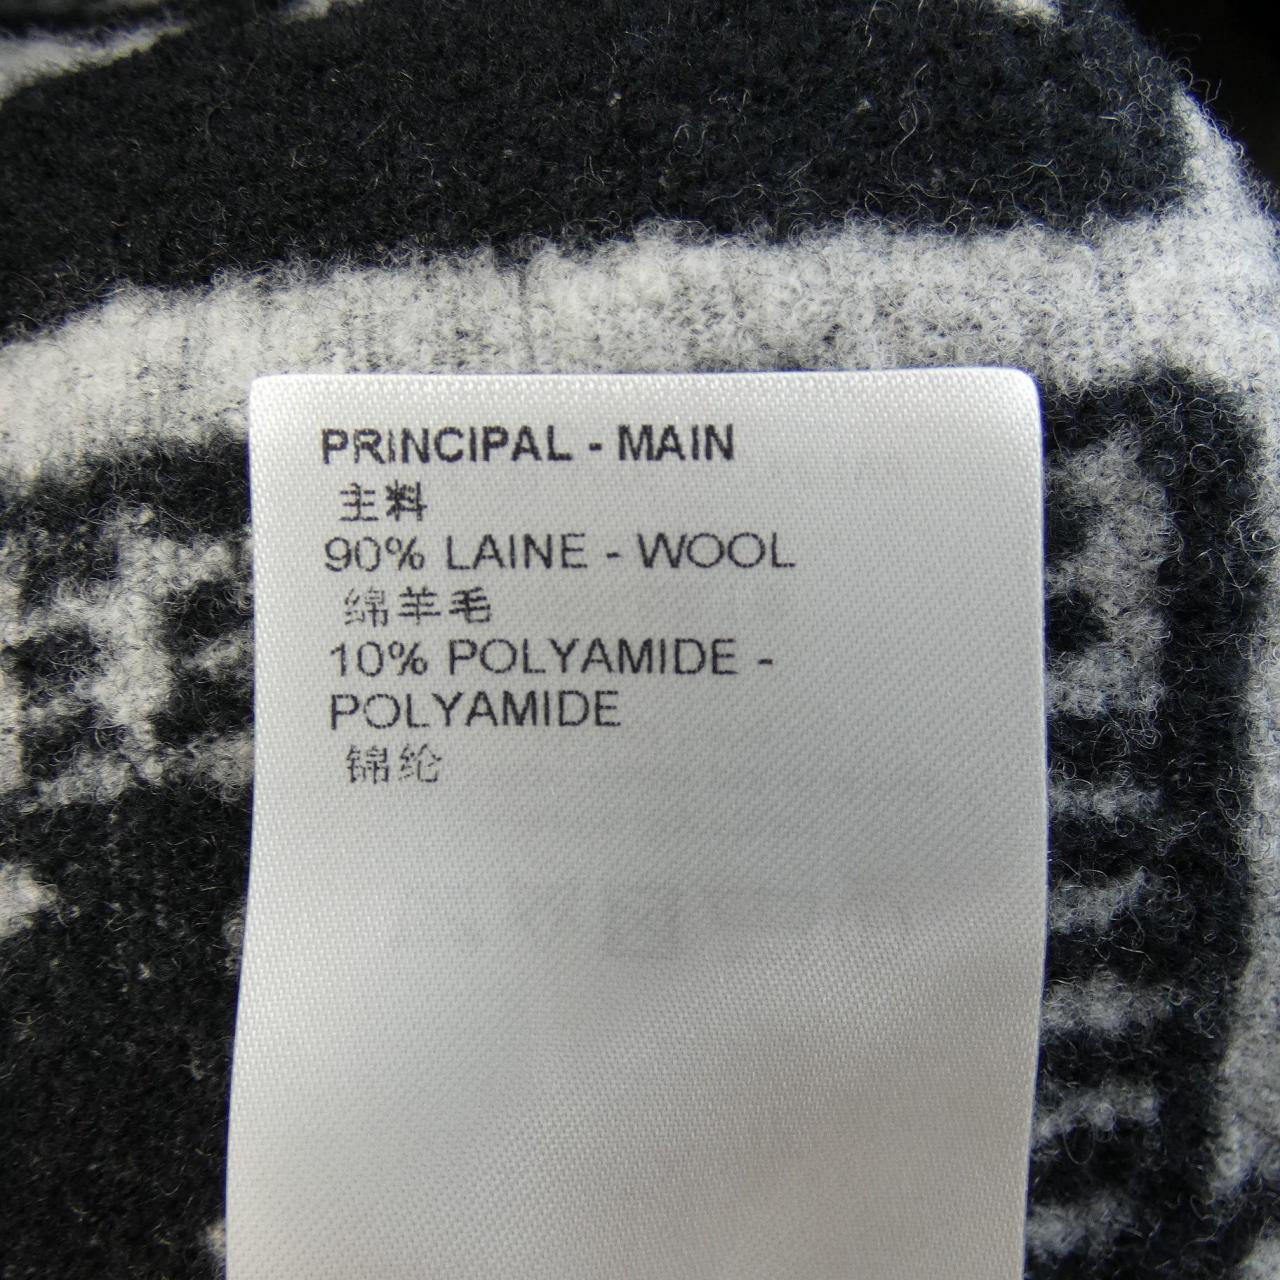 PRINCIPAL - MAIN
主料
90% LAINE - WOOL
绵羊毛
10% POLYAMIDE -
POLYAMIDE
锦纶